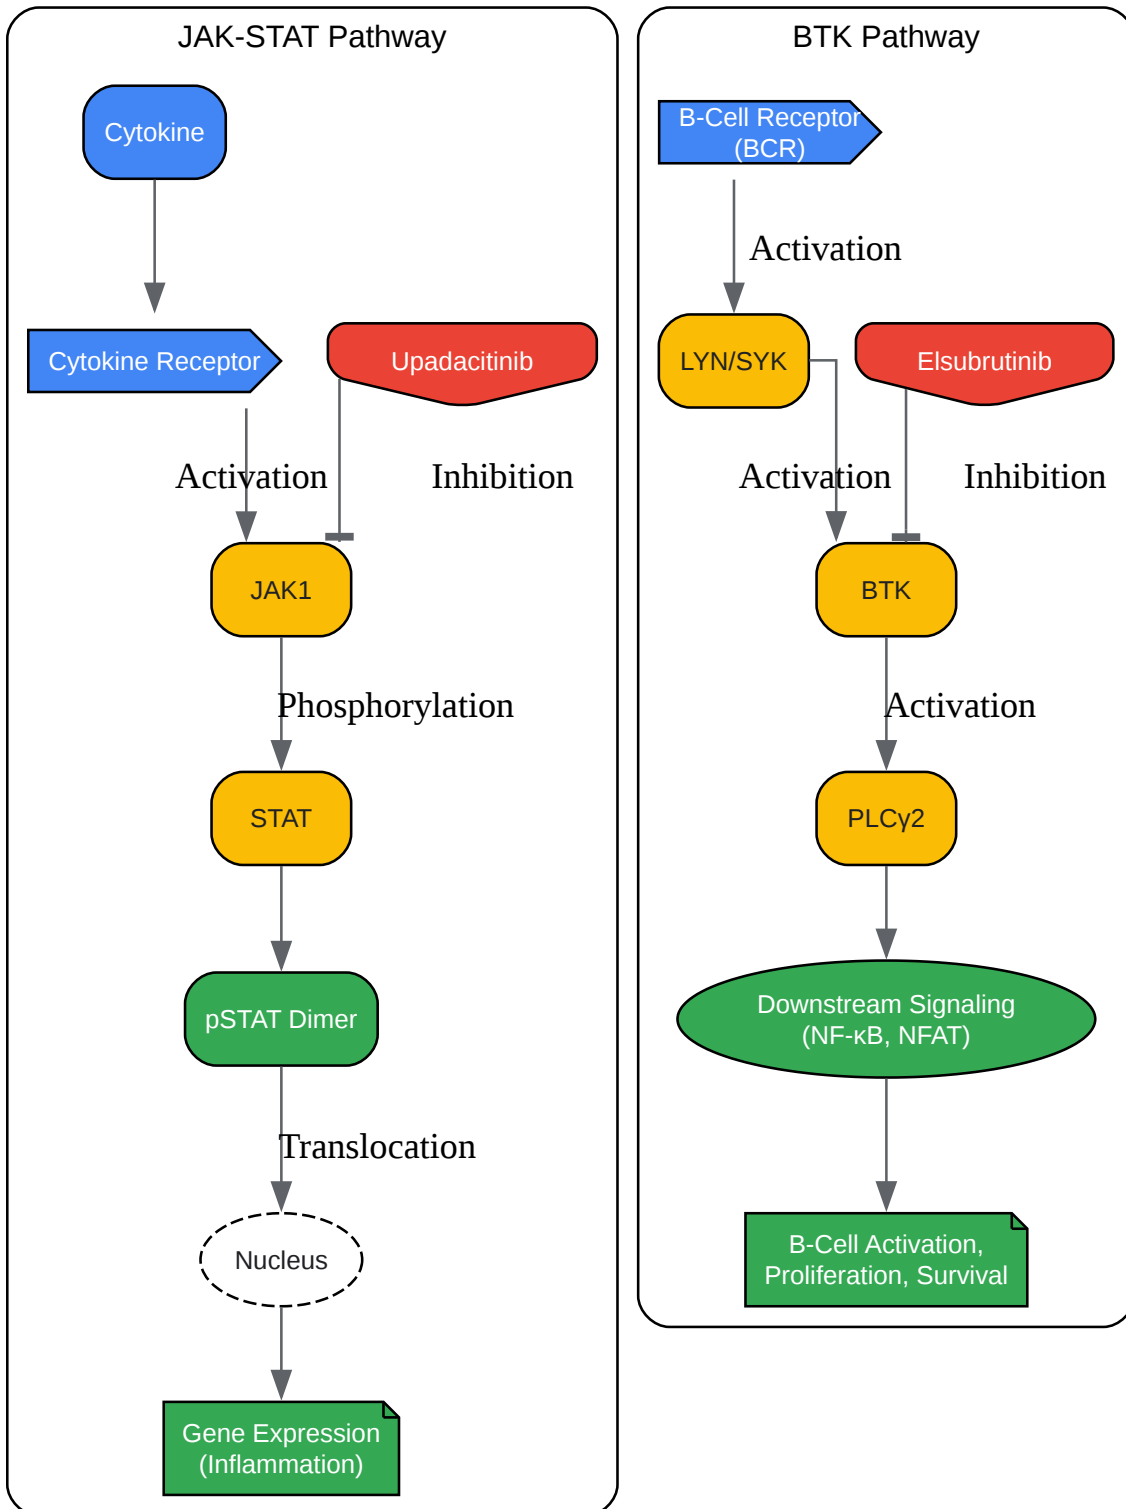 JAK-STAT Pathway
Cytokine
Cytokine Receptor
Upadacitinib
Activation
Inhibition
JAK1
Phosphorylation
STAT
pSTAT Dimer
Translocation
Nucleus
Gene Expression
(Inflammation)
BTK Pathway
B-Cell Receptor
(BCR)
Activation
LYN/SYK
Elsubrutinib
Activation
Inhibition
BTK
Activation
PLCγ2
Downstream Signaling
(NF-κB, NFAT)
B-Cell Activation,
Proliferation, Survival